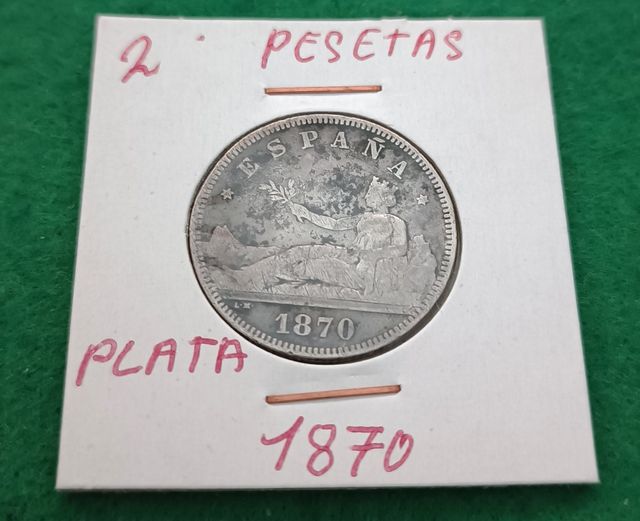 2 PESETAS
ESPAÑA
L·M
1870
PLATA
1870